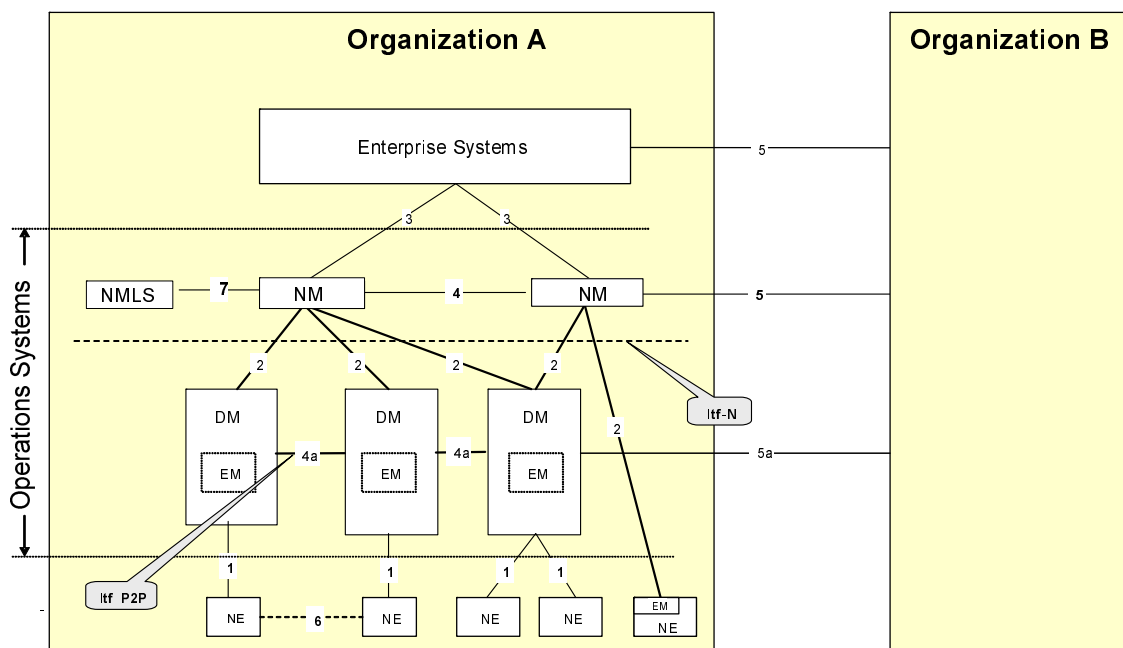 Organization A
Organization B
Enterprise Systems
5
3
3
Operations Systems
NMLS
7
NM
4
NM
5
2
2
2
2
Itf-N
DM
DM
DM
2
EM
4a
EM
4a
EM
5a
1
1
1
1
Itf P2P
NE
6
NE
NE
NE
EM
NE